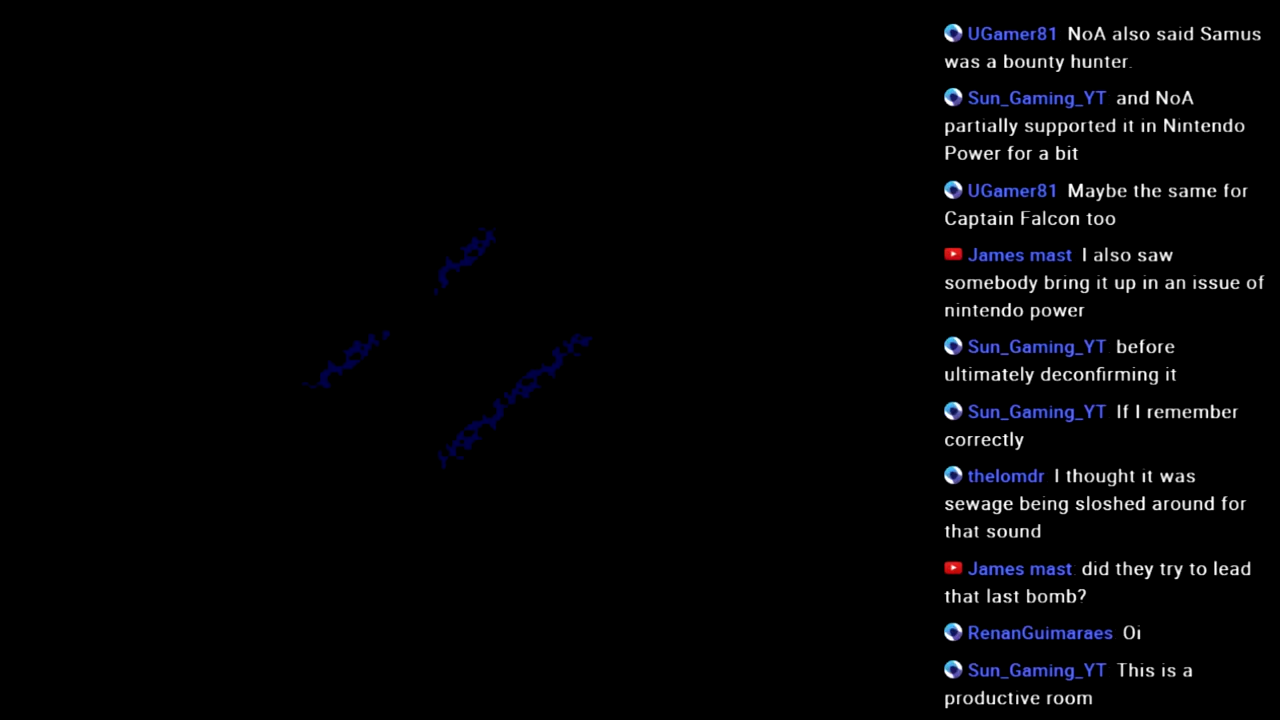 UGamer81 NoA also said Samus
was a bounty hunter.
Sun_Gaming_YT and NoA
partially supported it in Nintendo
Power for a bit
UGamer81 Maybe the same for
Captain Falcon too
James mast I also saw
somebody bring it up in an issue of
nintendo power
Sun_Gaming_YT before
ultimately deconfirming it
Sun_Gaming_YT If I remember
correctly
thelomdr I thought it was
sewage being sloshed around for
that sound
James mast did they try to lead
that last bomb?
RenanGuimaraes Oi
Sun_Gaming_YT This is a
productive room